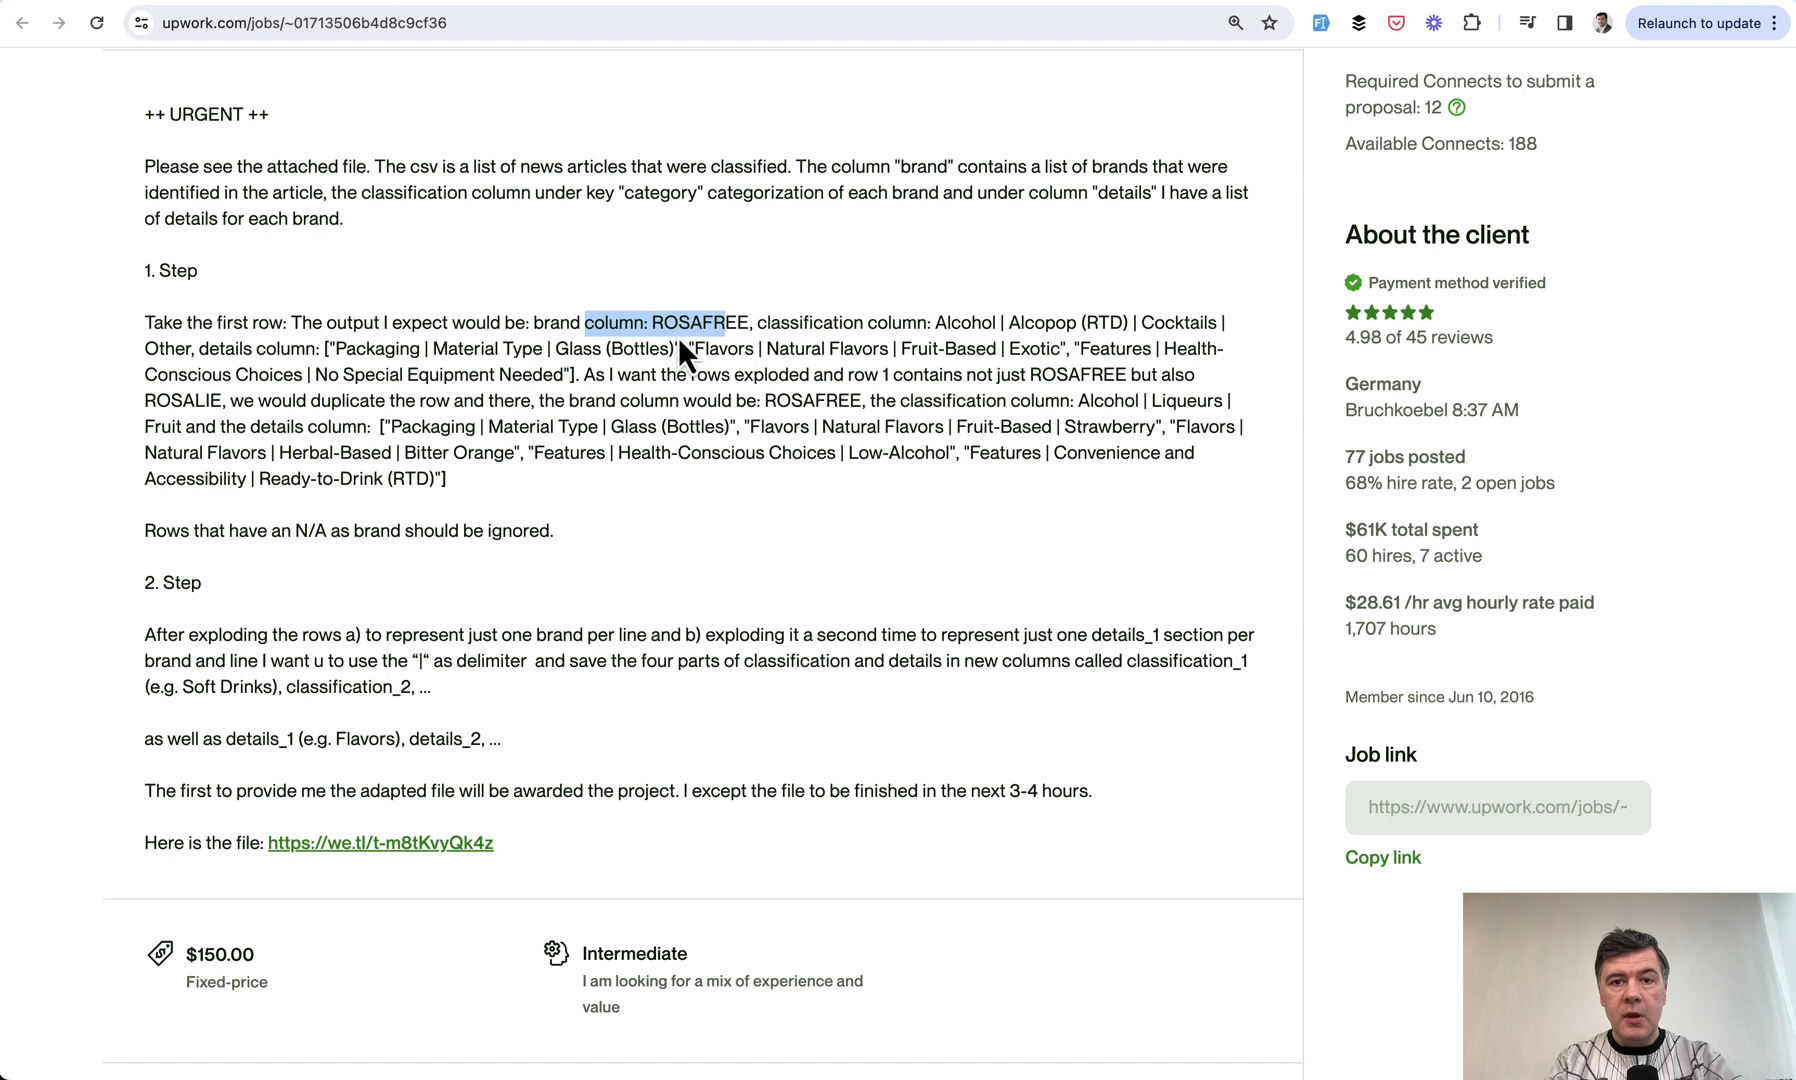 upwork.com/jobs/~01713506b4d8c9cf36
Relaunch to update
++ URGENT ++
Please see the attached file. The csv is a list of news articles that were classified. The column "brand" contains a list of brands that were
identified in the article, the classification column under key "category" categorization of each brand and under column "details" I have a list
of details for each brand.
1. Step
Take the first row: The output I expect would be: brand column: ROSAFREE, classification column: Alcohol | Alcopop (RTD) | Cocktails |
Other, details column: ["Packaging | Material Type | Glass (Bottles)", "Flavors | Natural Flavors | Fruit-Based | Exotic", "Features | Health-
Conscious Choices | No Special Equipment Needed"]. As I want the rows exploded and row 1 contains not just ROSAFREE but also
ROSALIE, we would duplicate the row and there, the brand column would be: ROSAFREE, the classification column: Alcohol | Liqueurs |
Fruit and the details column:  ["Packaging | Material Type | Glass (Bottles)", "Flavors | Natural Flavors | Fruit-Based | Strawberry", "Flavors |
Natural Flavors | Herbal-Based | Bitter Orange", "Features | Health-Conscious Choices | Low-Alcohol", "Features | Convenience and
Accessibility | Ready-to-Drink (RTD)"]
Rows that have an N/A as brand should be ignored.
2. Step
After exploding the rows a) to represent just one brand per line and b) exploding it a second time to represent just one details_1 section per
brand and line I want u to use the “|“ as delimiter  and save the four parts of classification and details in new columns called classification_1
(e.g. Soft Drinks), classification_2, ...
as well as details_1 (e.g. Flavors), details_2, ...
The first to provide me the adapted file will be awarded the project. I except the file to be finished in the next 3-4 hours.
Here is the file: https://we.tl/t-m8tKvyQk4z
$150.00
Fixed-price
Intermediate
I am looking for a mix of experience and
value
Required Connects to submit a
proposal: 12
Available Connects: 188
About the client
Payment method verified
4.98 of 45 reviews
Germany
Bruchkoebel 8:37 AM
77 jobs posted
68% hire rate, 2 open jobs
$61K total spent
60 hires, 7 active
$28.61 /hr avg hourly rate paid
1,707 hours
Member since Jun 10, 2016
Job link
https://www.upwork.com/jobs/~
Copy link